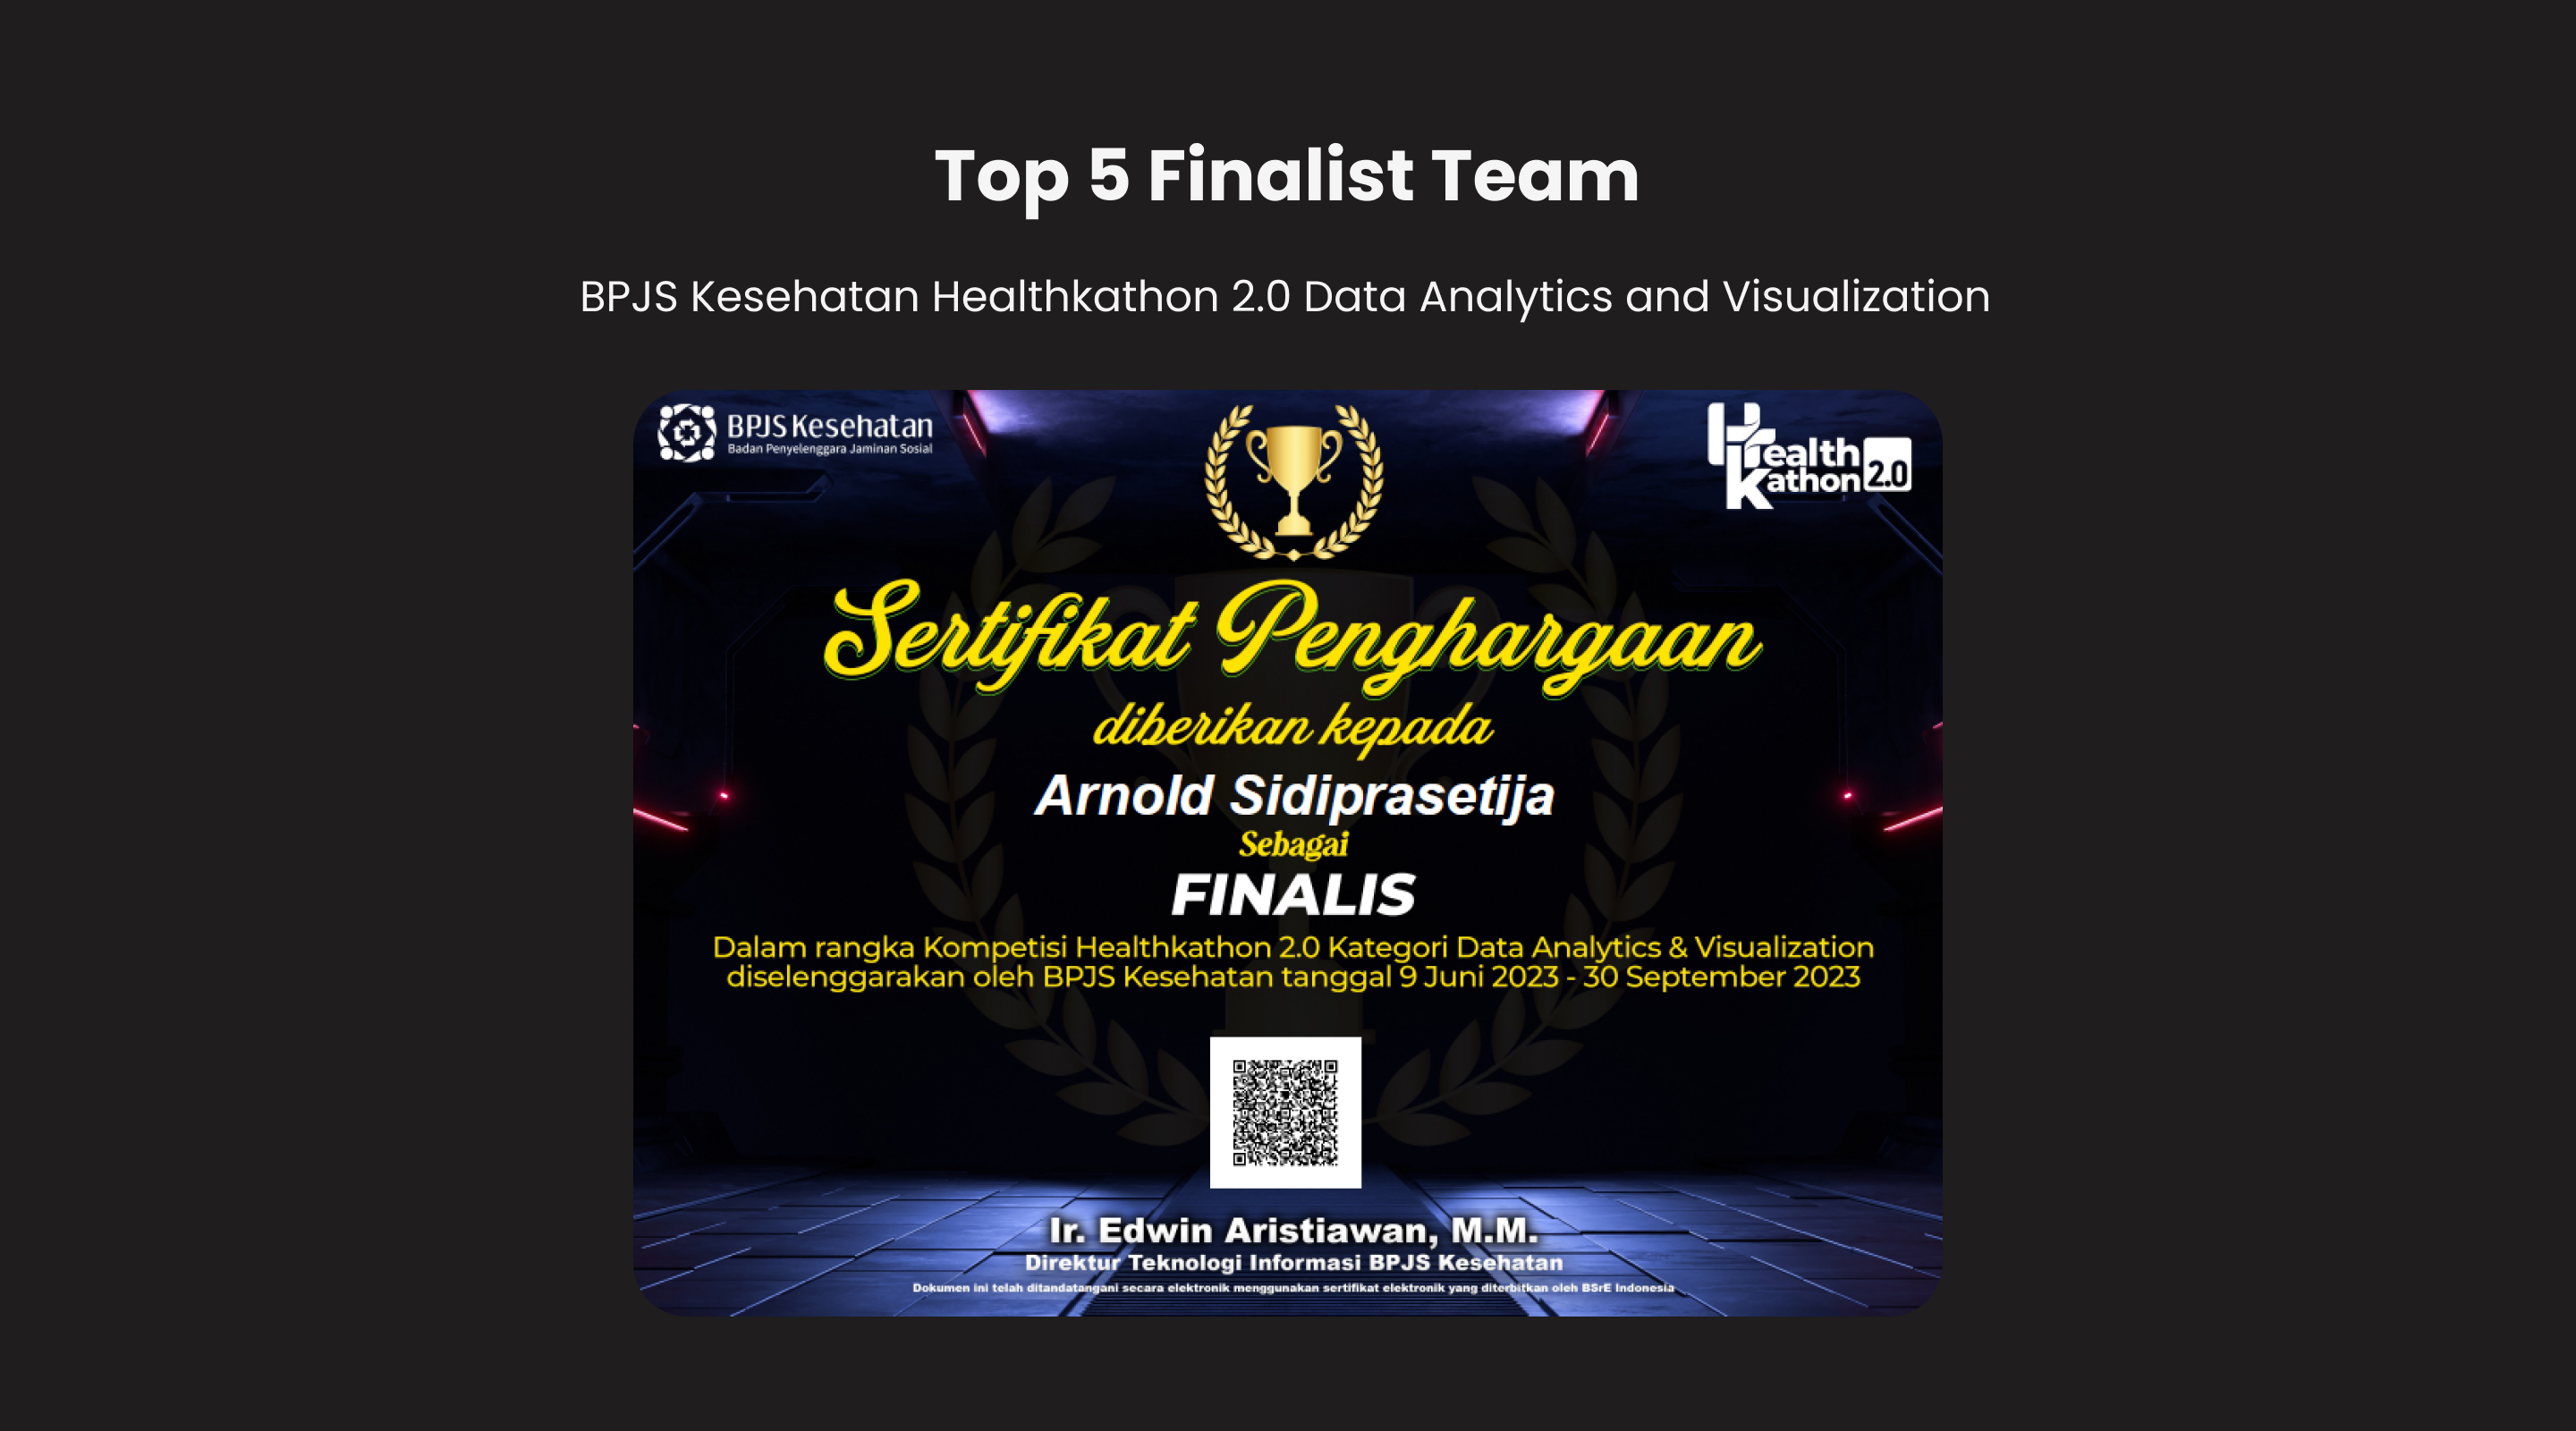 Top 5 Finalist Team
BPJS Kesehatan Healthkathon 2.0 Data Analytics and Visualization
BPJS Kesehatan
Badan Penyelenggara Jaminan Sosial
Health
Kathon 2.0
Sertifikat Penghargaan
diberikan kepada
Arnold Sidiprasetija
Sebagai
FINALIS
Dalam rangka Kompetisi Healthkathon 2.0 Kategori Data Analytics & Visualization
diselenggarakan oleh BPJS Kesehatan tanggal 9 Juni 2023 - 30 September 2023
Ir. Edwin Aristiawan, M.M.
Direktur Teknologi Informasi BPJS Kesehatan
Dokumen ini telah ditandatangani secara elektronik menggunakan sertifikat elektronik yang diterbitkan oleh BSrE Indonesia